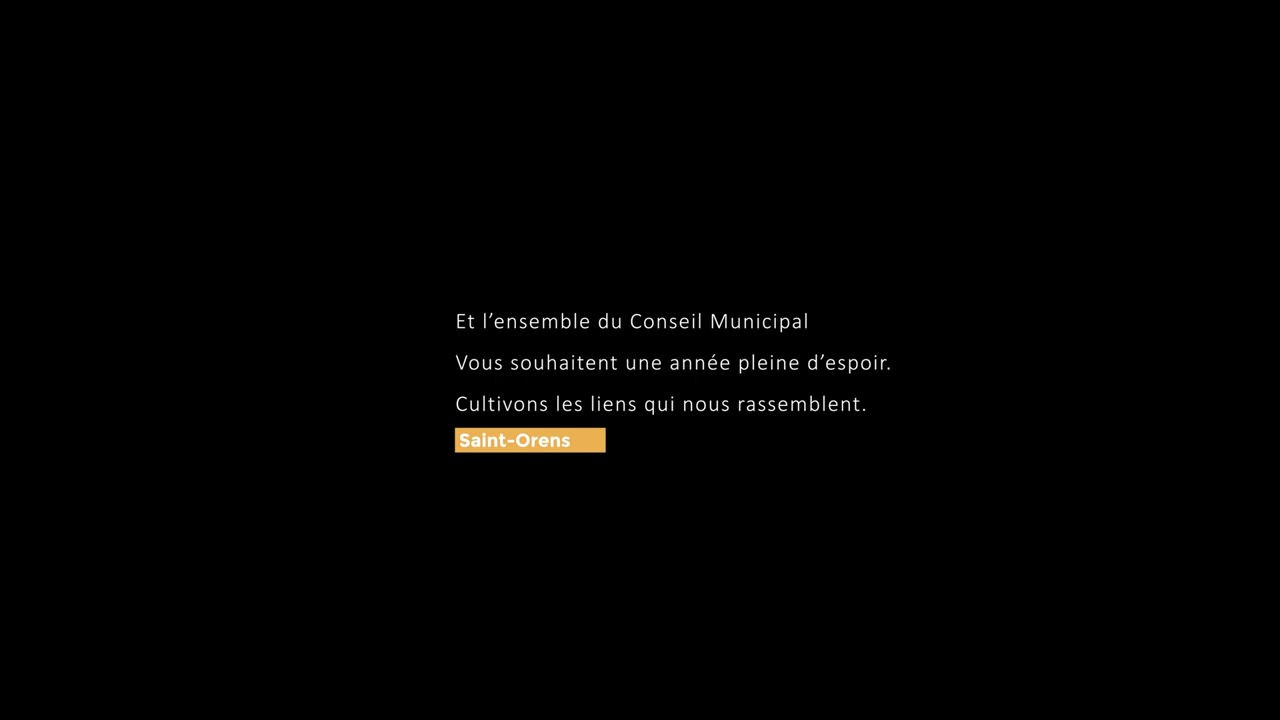 Et l’ensemble du Conseil Municipal
Vous souhaitent une année pleine d’espoir.
Cultivons les liens qui nous rassemblent.
Saint-Orens